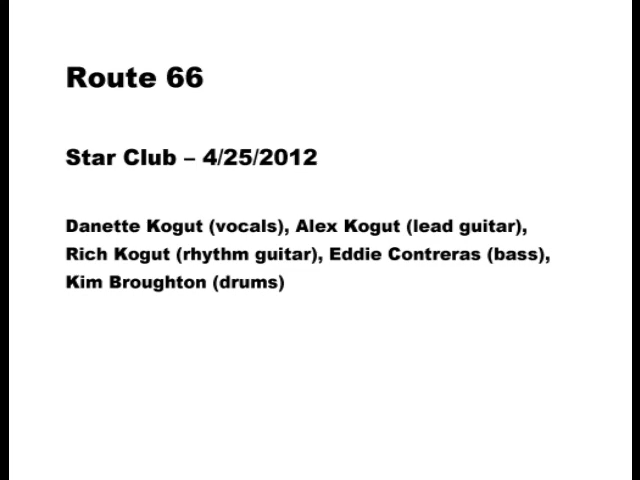 Route 66
Star Club – 4/25/2012
Danette Kogut (vocals), Alex Kogut (lead guitar),
Rich Kogut (rhythm guitar), Eddie Contreras (bass),
Kim Broughton (drums)